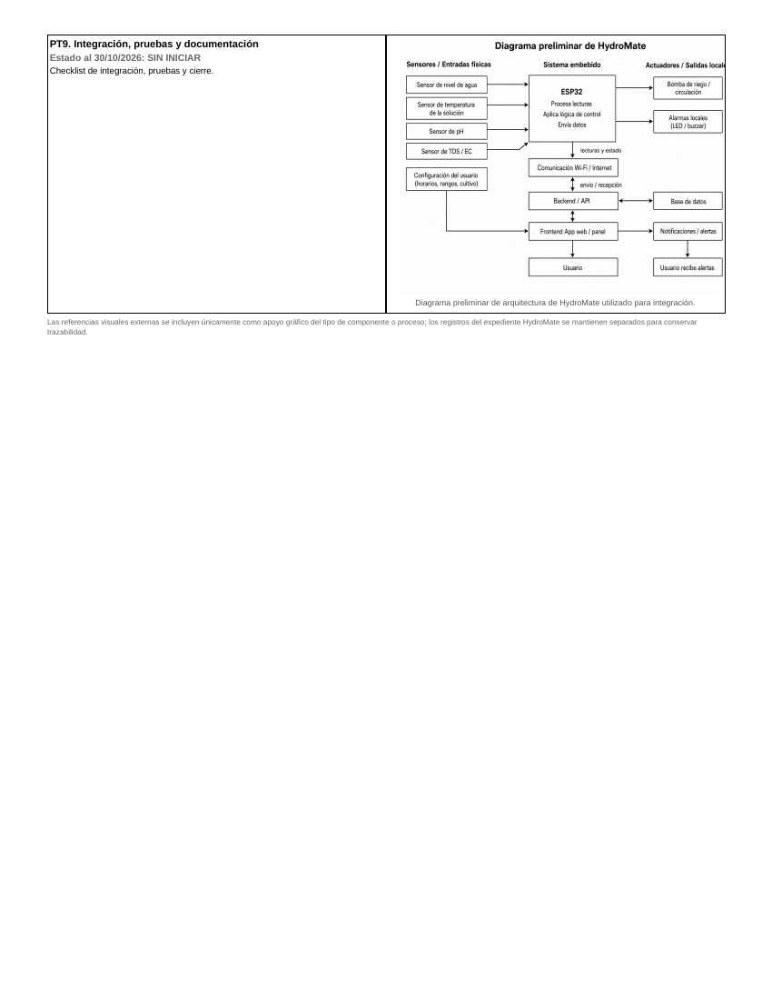 PT9. Integración, pruebas y documentación
Estado al 30/10/2026: SIN INICIAR
Checklist de integración, pruebas y cierre.
Diagrama preliminar de HydroMate
Sensores / Entradas físicas
Sistema embebido
Actuadores / Salidas locale
Sensor de nivel de agua
Sensor de temperatura
de la solución
Sensor de pH
Sensor de TDS / EC
Configuración del usuario
(horarios, rangos, cultivo)
ESP32
Procesa lecturas
Aplica lógica de control
Envía datos
lecturas y estado
Comunicación Wi-Fi / Internet
envío / recepción
Backend / API
Frontend App web / panel
Usuario
Bomba de riego /
circulación
Alarmas locales
(LED / buzzer)
Base de datos
Notificaciones / alertas
Usuario recibe alertas
Diagrama preliminar de arquitectura de HydroMate utilizado para integración.
Las referencias visuales externas se incluyen únicamente como apoyo gráfico del tipo de componente o proceso; los registros del expediente HydroMate se mantienen separados para conservar
trazabilidad.